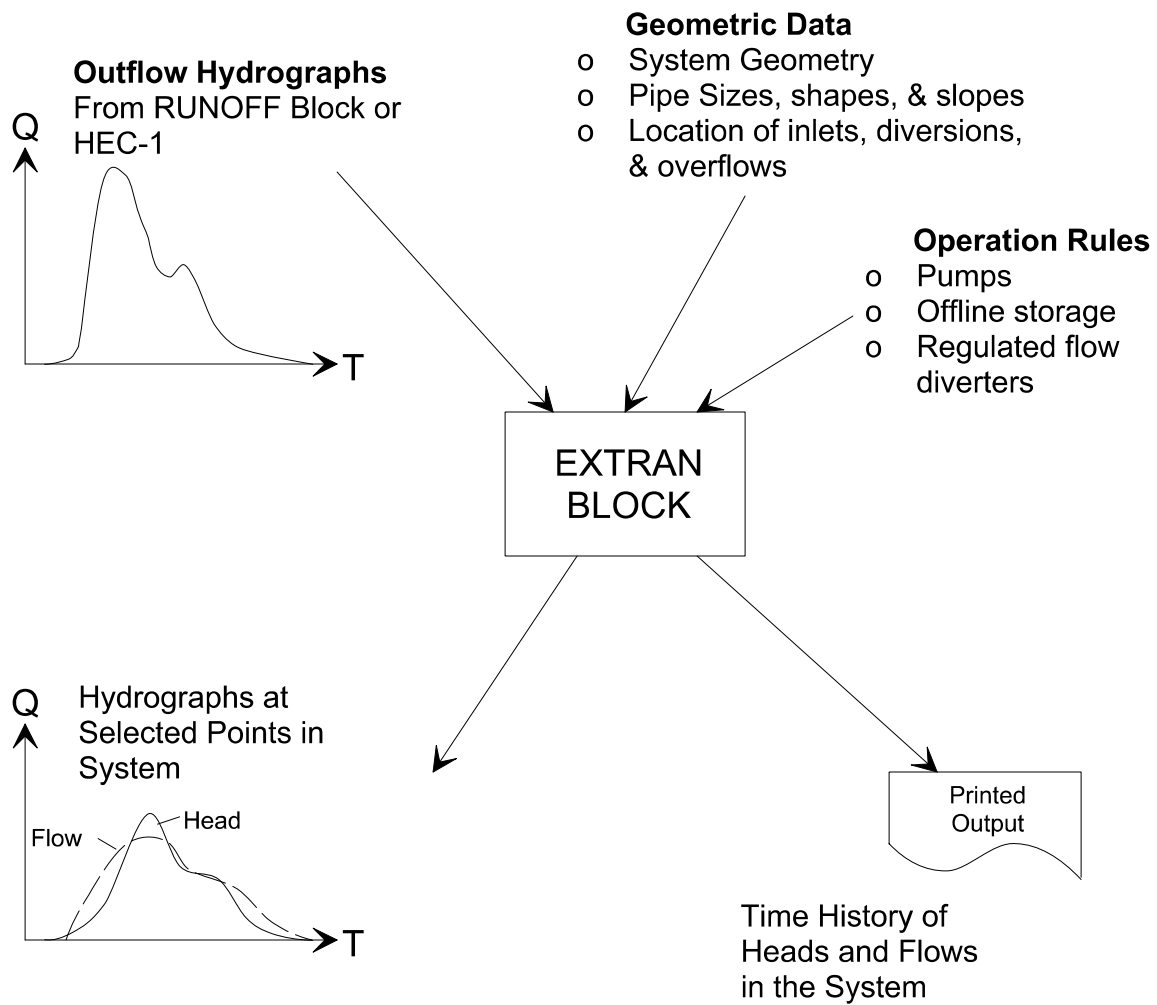 Outflow Hydrographs
From RUNOFF Block or
HEC-1
Q
T
Geometric Data
o System Geometry
o Pipe Sizes, shapes, & slopes
o Location of inlets, diversions,
& overflows
Operation Rules
o Pumps
o Offline storage
o Regulated flow
diverters
EXTRAN
BLOCK
Hydrographs at
Selected Points in
System
Q
Head
Flow
T
Printed
Output
Time History of
Heads and Flows
in the System